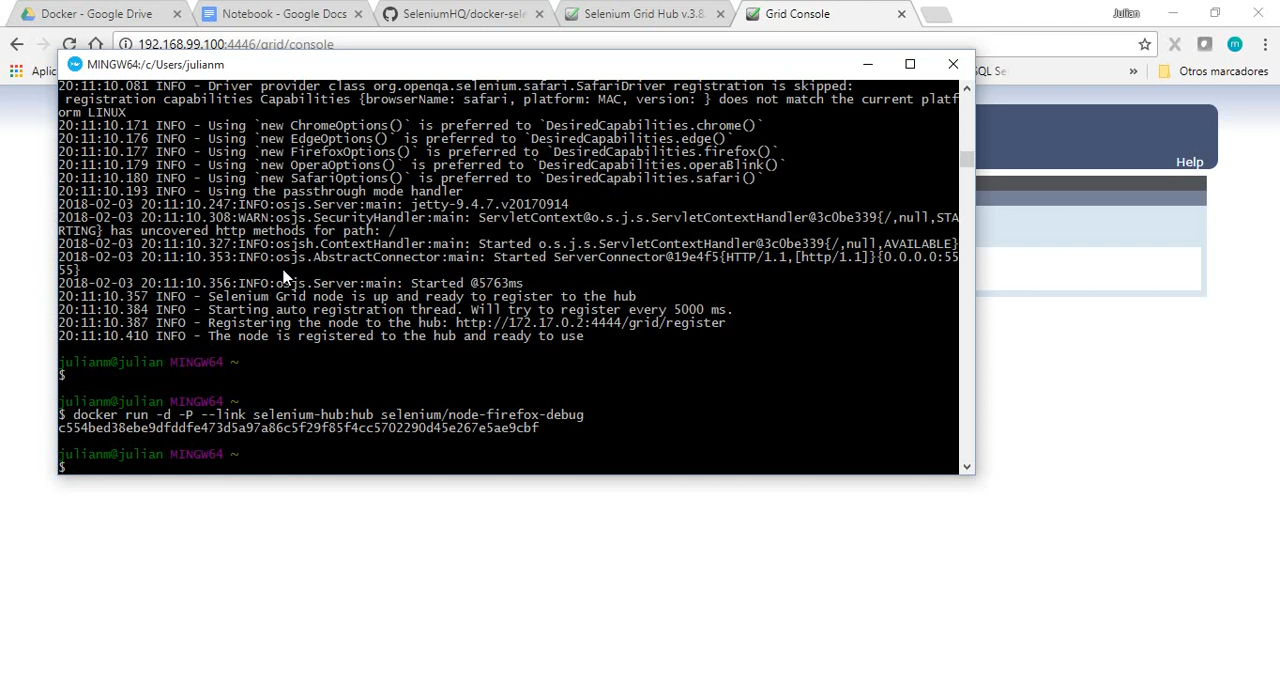 Docker - Google Drive
Notebook - Google Docs
SeleniumHQ/docker-sele
Selenium Grid Hub v.3.8.
Grid Console
Julian
192.168.99.100:4446/grid/console
Aplic
MINGW64:/c/Users/julianm
QL Se
»
Otros marcadores
Help
20:11:10.081 INFO - Driver provider class org.openqa.selenium.safari.SafariDriver registration is skipped:
registration capabilities Capabilities {browserName: safari, platform: MAC, version: } does not match the current platf
orm LINUX
20:11:10.171 INFO - Using `new ChromeOptions()` is preferred to `DesiredCapabilities.chrome()`
20:11:10.176 INFO - Using `new EdgeOptions()` is preferred to `DesiredCapabilities.edge()`
20:11:10.177 INFO - Using `new FirefoxOptions()` is preferred to `DesiredCapabilities.firefox()`
20:11:10.179 INFO - Using `new OperaOptions()` is preferred to `DesiredCapabilities.operaBlink()`
20:11:10.180 INFO - Using `new SafariOptions()` is preferred to `DesiredCapabilities.safari()`
20:11:10.193 INFO - Using the passthrough mode handler
2018-02-03 20:11:10.247:INFO:osjs.Server:main: jetty-9.4.7.v20170914
2018-02-03 20:11:10.308:WARN:osjs.SecurityHandler:main: ServletContext@o.s.j.s.ServletContextHandler@3c0be339{/,null,STA
RTING} has uncovered http methods for path: /
2018-02-03 20:11:10.327:INFO:osjsh.ContextHandler:main: Started o.s.j.s.ServletContextHandler@3c0be339{/,null,AVAILABLE}
2018-02-03 20:11:10.353:INFO:osjs.AbstractConnector:main: Started ServerConnector@19e4f5{HTTP/1.1,[http/1.1]}{0.0.0.0:55
55}
2018-02-03 20:11:10.356:INFO:osjs.Server:main: Started @5763ms
20:11:10.357 INFO - Selenium Grid node is up and ready to register to the hub
20:11:10.384 INFO - Starting auto registration thread. Will try to register every 5000 ms.
20:11:10.387 INFO - Registering the node to the hub: http://172.17.0.2:4444/grid/register
20:11:10.410 INFO - The node is registered to the hub and ready to use
julianm@julian MINGW64 ~
$
julianm@julian MINGW64 ~
$ docker run -d -P --link selenium-hub:hub selenium/node-firefox-debug
c554bed38ebe9dfddfe473d5a97a86c5f29f85f4cc5702290d45e267e5ae9cbf
julianm@julian MINGW64 ~
$